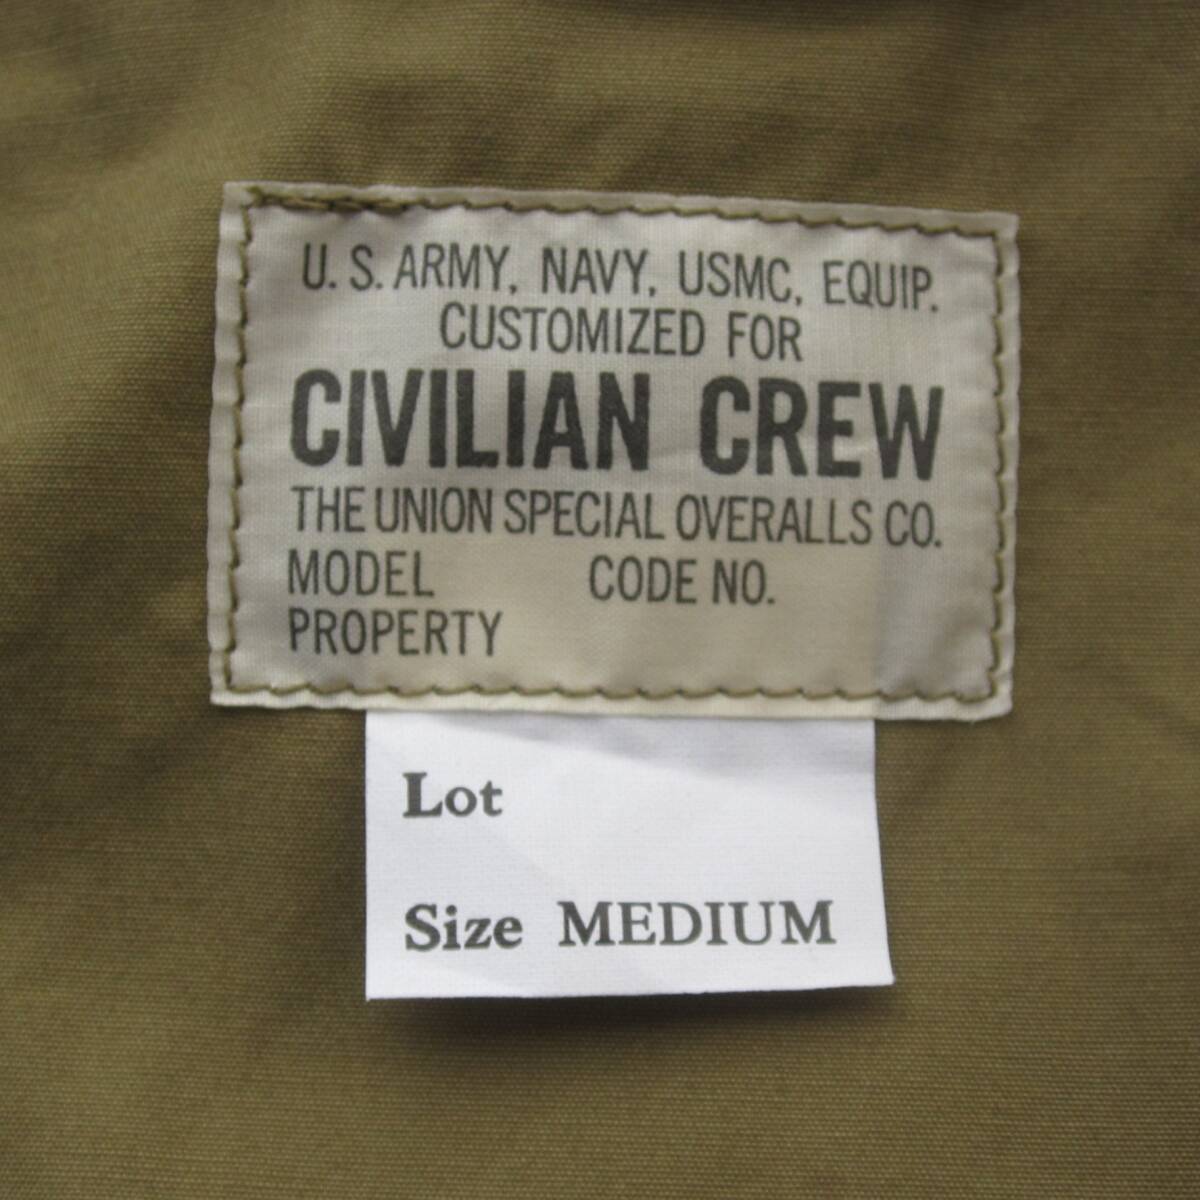 U. S. ARMY, NAVY, USMC, EQUIP.
CUSTOMIZED FOR
CIVILIAN CREW
THE UNION SPECIAL OVERALLS CO.
MODEL CODE NO.
PROPERTY
Lot
Size MEDIUM